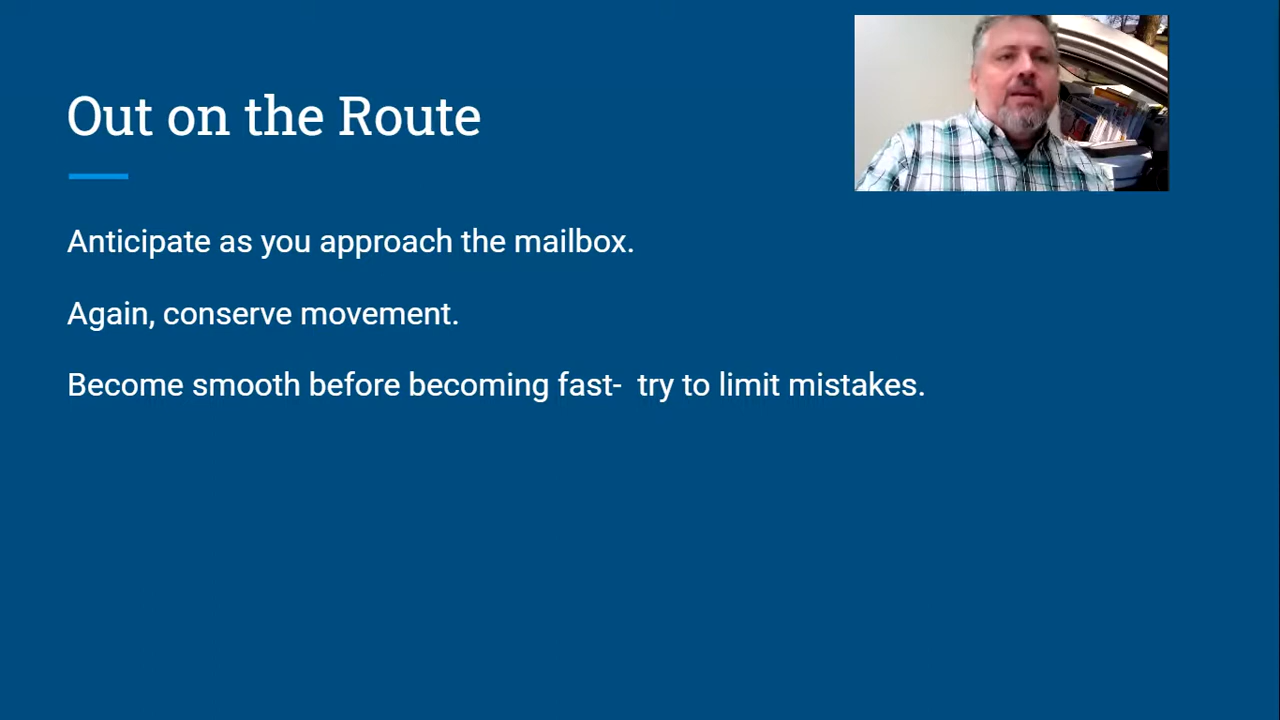 Out on the Route
Anticipate as you approach the mailbox.
Again, conserve movement.
Become smooth before becoming fast-  try to limit mistakes.